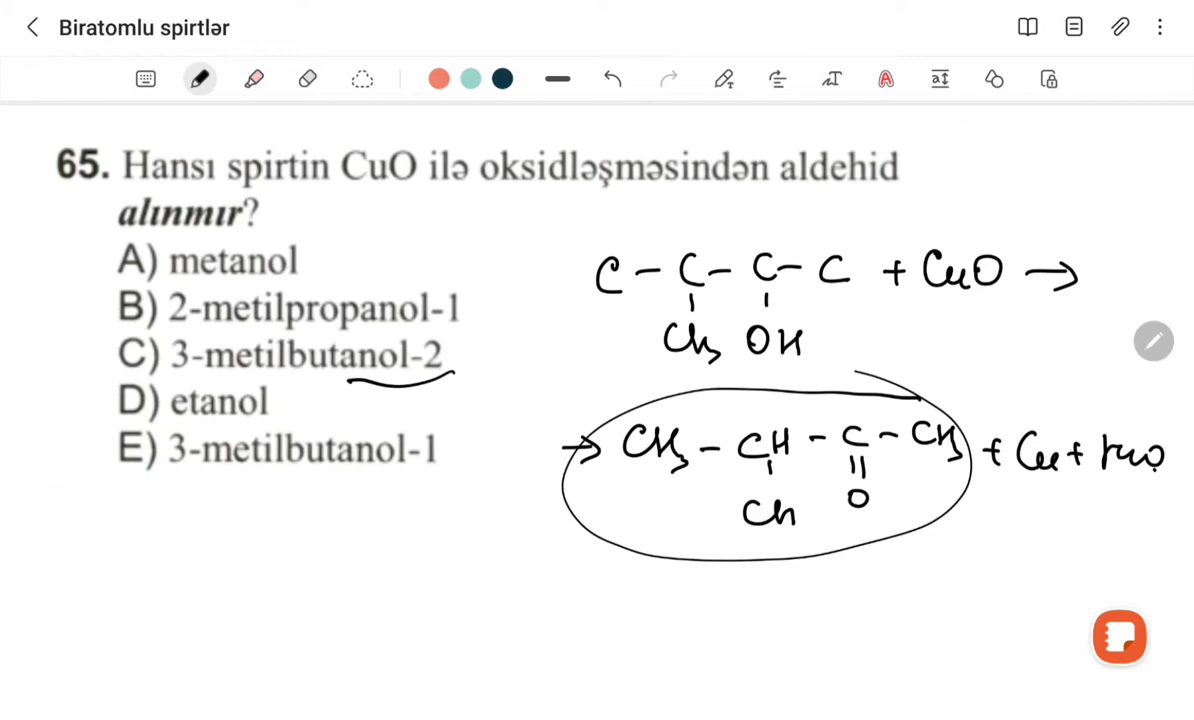 Biratomlu spirtlər
65. Hansı spirtin CuO ilə oksidləşməsindən aldehid
alınmır?
A) metanol
B) 2-metilpropanol-1
C) 3-metilbutanol-2
D) etanol
E) 3-metilbutanol-1
C – C – C – C + CuO →
CH3 OH
→ CH3 – CH – C – CH3 + Cu +
CH O